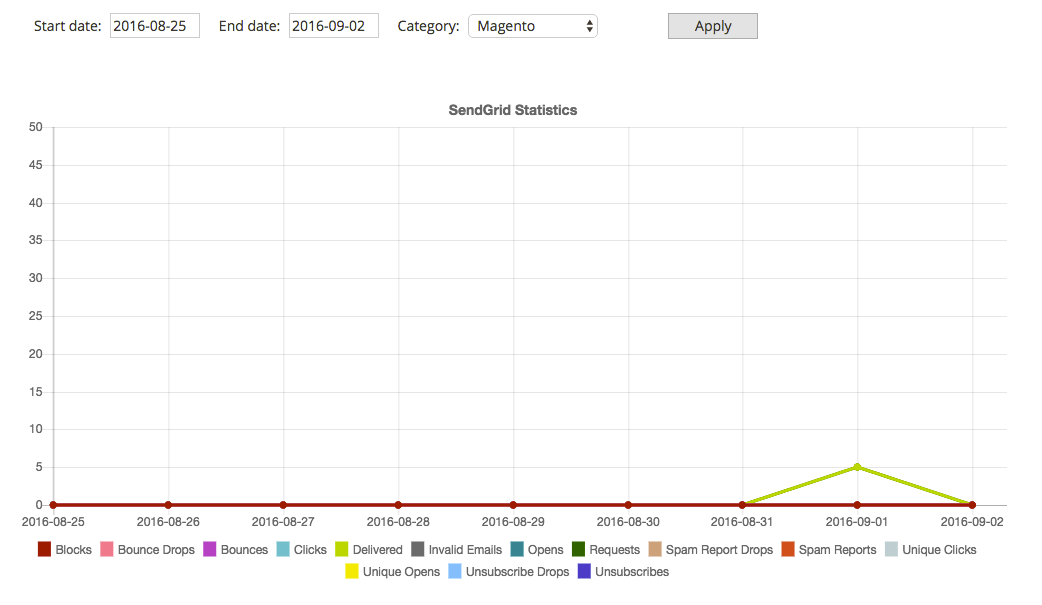 Start date: 2016-08-25 End date: 2016-09-02 Category: Magento Apply
SendGrid Statistics
50
45
40
35
30
25
20
15
10
5
0
2016-08-25 2016-08-26 2016-08-27 2016-08-28 2016-08-29 2016-08-30 2016-08-31 2016-09-01 2016-09-02
Blocks Bounce Drops Bounces Clicks Delivered Invalid Emails Opens Requests Spam Report Drops Spam Reports Unique Clicks
Unique Opens Unsubscribe Drops Unsubscribes